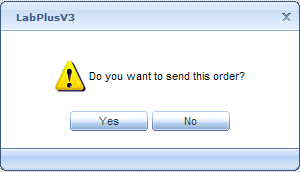 LabPlusV3
Do you want to send this order?
Yes
No